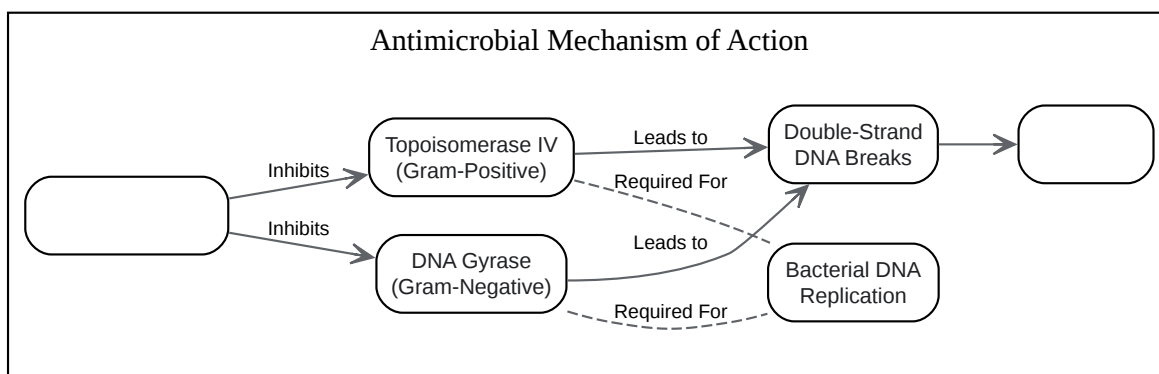 Antimicrobial Mechanism of Action
Inhibits
Inhibits
Topoisomerase IV
(Gram-Positive)
DNA Gyrase
(Gram-Negative)
Leads to
Required For
Leads to
Required For
Double-Strand
DNA Breaks
Bacterial DNA
Replication